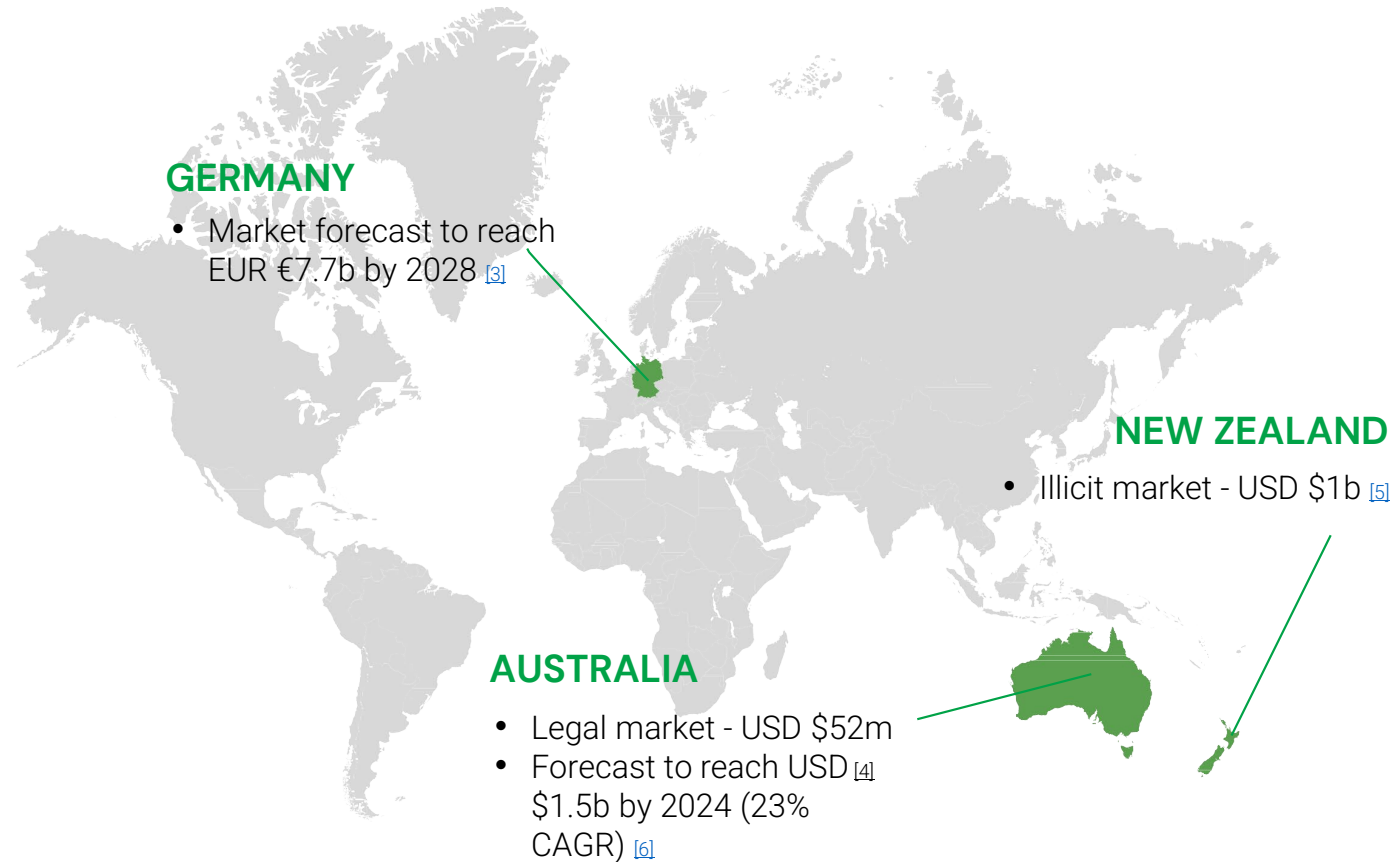 GERMANY
• Market forecast to reach
EUR €7.7b by 2028 [3]
NEW ZEALAND
• Illicit market - USD $1b [5]
AUSTRALIA
• Legal market - USD $52m
• Forecast to reach USD [4]
$1.5b by 2024 (23%
CAGR) [6]